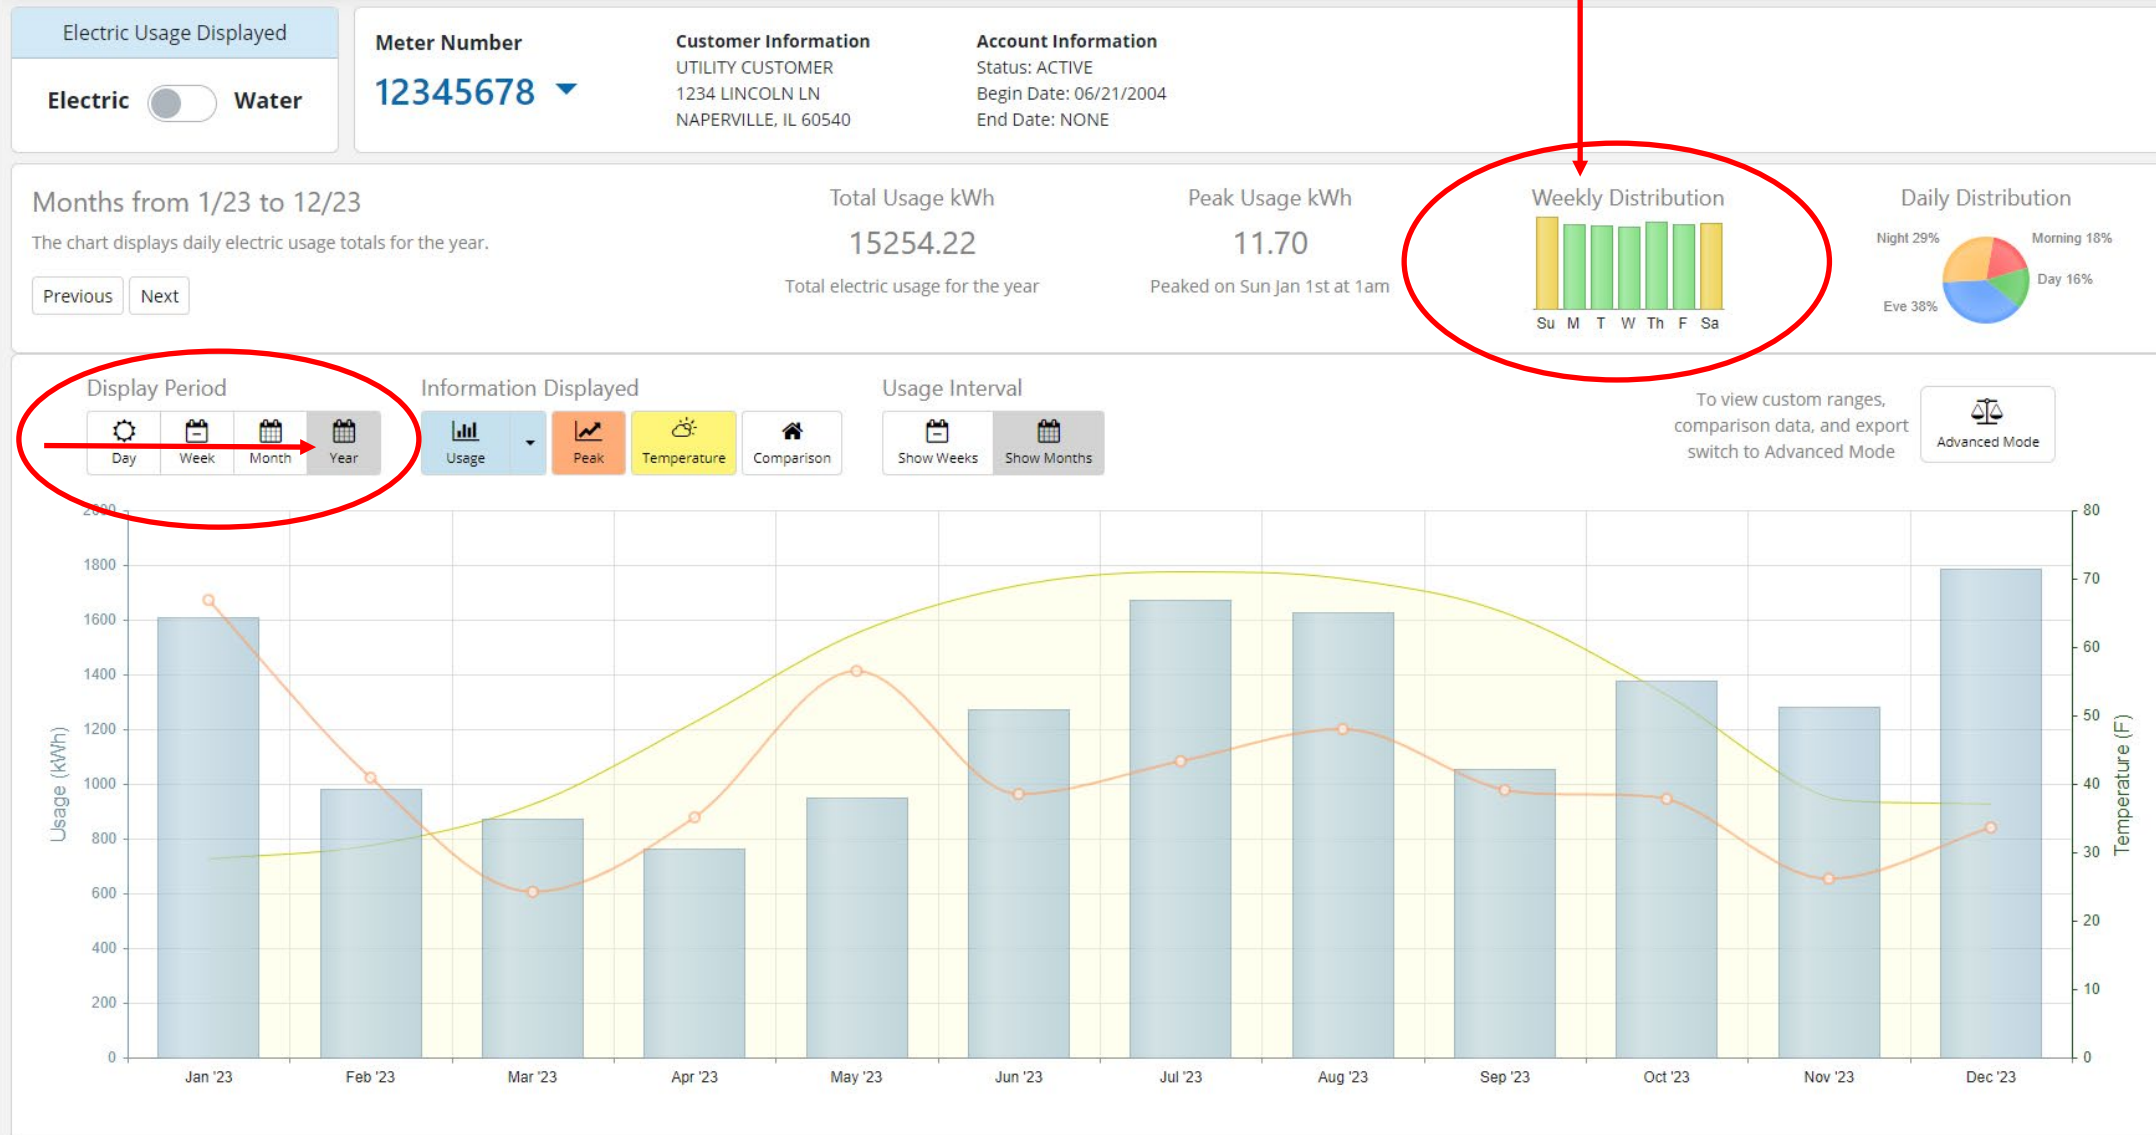 Electric Usage Displayed
Electric Water
Meter Number
12345678
Customer Information
UTILITY CUSTOMER
1234 LINCOLN LN
NAPERVILLE, IL 60540
Account Information
Status: ACTIVE
Begin Date: 06/21/2004
End Date: NONE
Months from 1/23 to 12/23
The chart displays daily electric usage totals for the year.
Previous Next
Total Usage kWh
15254.22
Total electric usage for the year
Peak Usage kWh
11.70
Peaked on Sun Jan 1st at 1am
Weekly Distribution
Su M T W Th F Sa
Daily Distribution
Night 29% Morning 18%
Day 16%
Eve 38%
Display Period
Day Week Month Year
Information Displayed
Usage Peak Temperature Comparison
Usage Interval
Show Weeks Show Months
To view custom ranges,
comparison data, and export
switch to Advanced Mode
Advanced Mode
Usage (kWh)
2000
1800
1600
1400
1200
1000
800
600
400
200
0
80
70
60
50
40
30
20
10
0
Temperature (F)
Jan '23 Feb '23 Mar '23 Apr '23 May '23 Jun '23 Jul '23 Aug '23 Sep '23 Oct '23 Nov '23 Dec '23